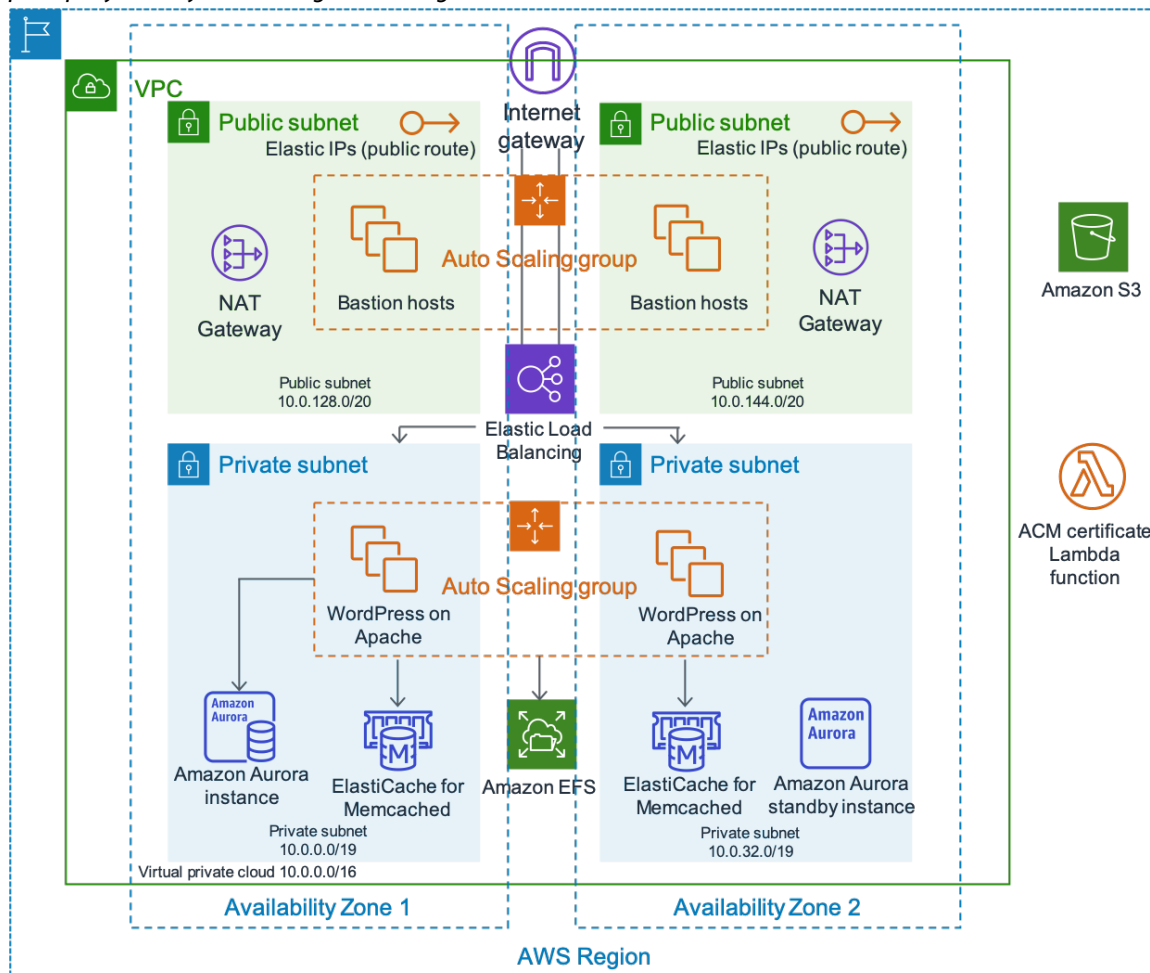 VPC
Internet
gateway
Public subnet
Elastic IPs (public route)
Public subnet
Elastic IPs (public route)
Auto Scaling group
NAT
Gateway
Bastion hosts
Bastion hosts
NAT
Gateway
Public subnet
10.0.128.0/20
Public subnet
10.0.144.0/20
Amazon S3
Elastic Load
Balancing
Private subnet
Private subnet
Auto Scaling group
WordPress on
Apache
WordPress on
Apache
ACM certificate
Lambda
function
Amazon
Aurora
Amazon Aurora
instance
M
ElastiCache for
Memcached
Amazon EFS
M
ElastiCache for
Memcached
Amazon
Aurora
Amazon Aurora
standby instance
Private subnet
10.0.0.0/19
Private subnet
10.0.32.0/19
Virtual private cloud 10.0.0.0/16
Availability Zone 1
Availability Zone 2
AWS Region